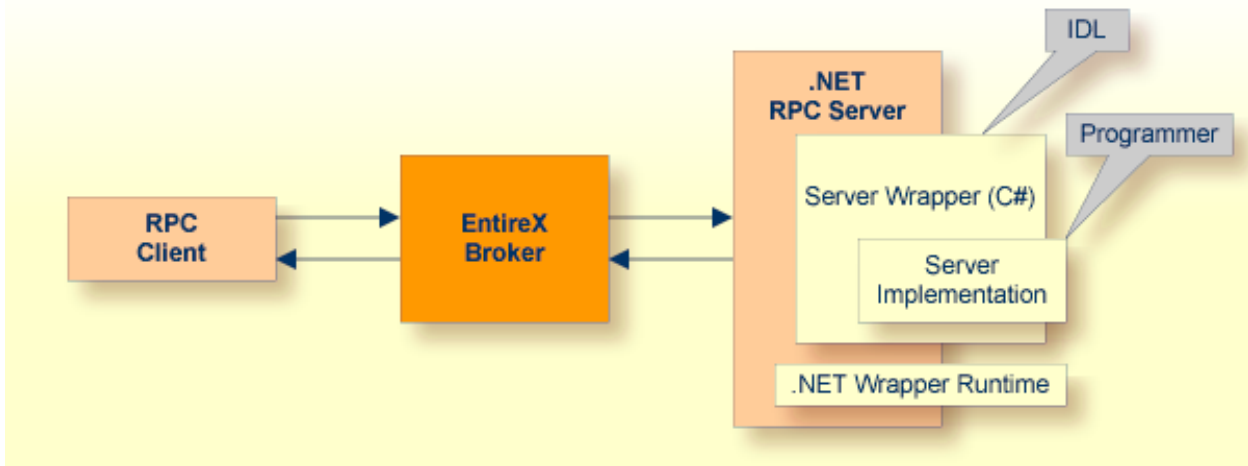 IDL
.NET
RPC Server
Programmer
Server Wrapper (C#)
RPC
Client
EntireX
Broker
Server
Implementation
.NET Wrapper Runtime